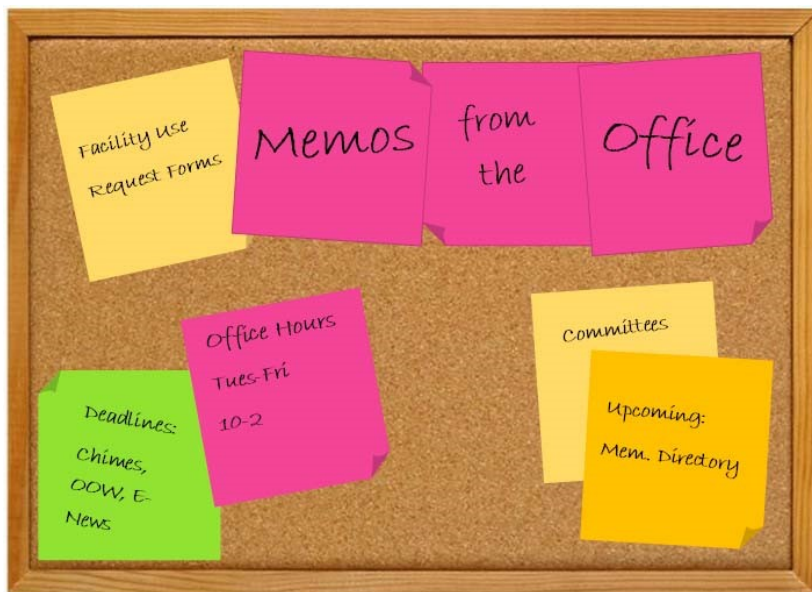 Memos
from
the
Office
Facility Use
Request Forms
Office Hours
Tues-Fri
10-2
Deadlines:
Chimes,
OOW, E-
News
Committees
Upcoming:
Mem. Directory